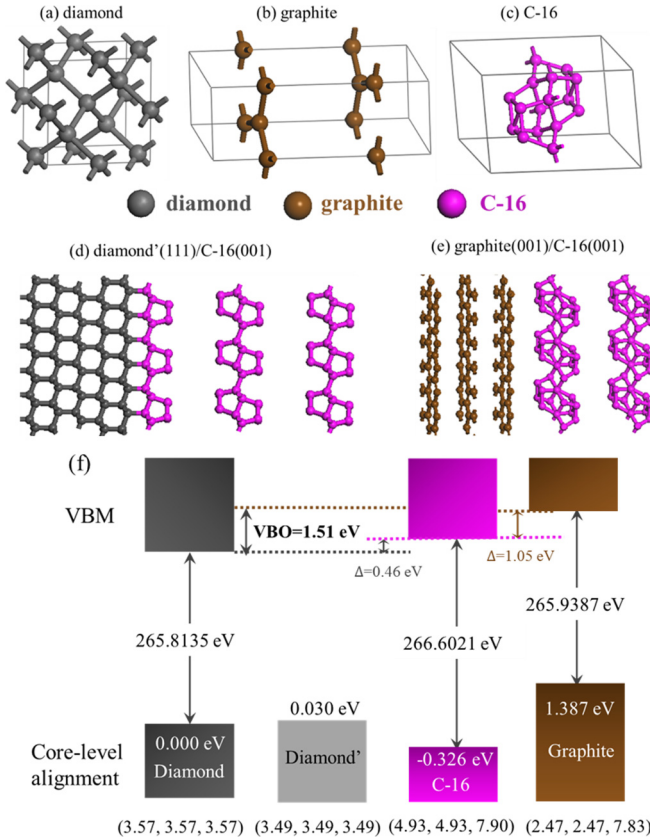 (a) diamond
(b) graphite
(c) C-16
diamond
graphite
C-16
(d) diamond’(111)/C-16(001)
(e) graphite(001)/C-16(001)
(f)
VBM
VBO=1.51 eV
Δ=0.46 eV
Δ=1.05 eV
265.8135 eV
266.6021 eV
265.9387 eV
Core-level
alignment
0.000 eV
Diamond
0.030 eV
Diamond’
-0.326 eV
C-16
1.387 eV
Graphite
(3.57, 3.57, 3.57)
(3.49, 3.49, 3.49)
(4.93, 4.93, 7.90)
(2.47, 2.47, 7.83)